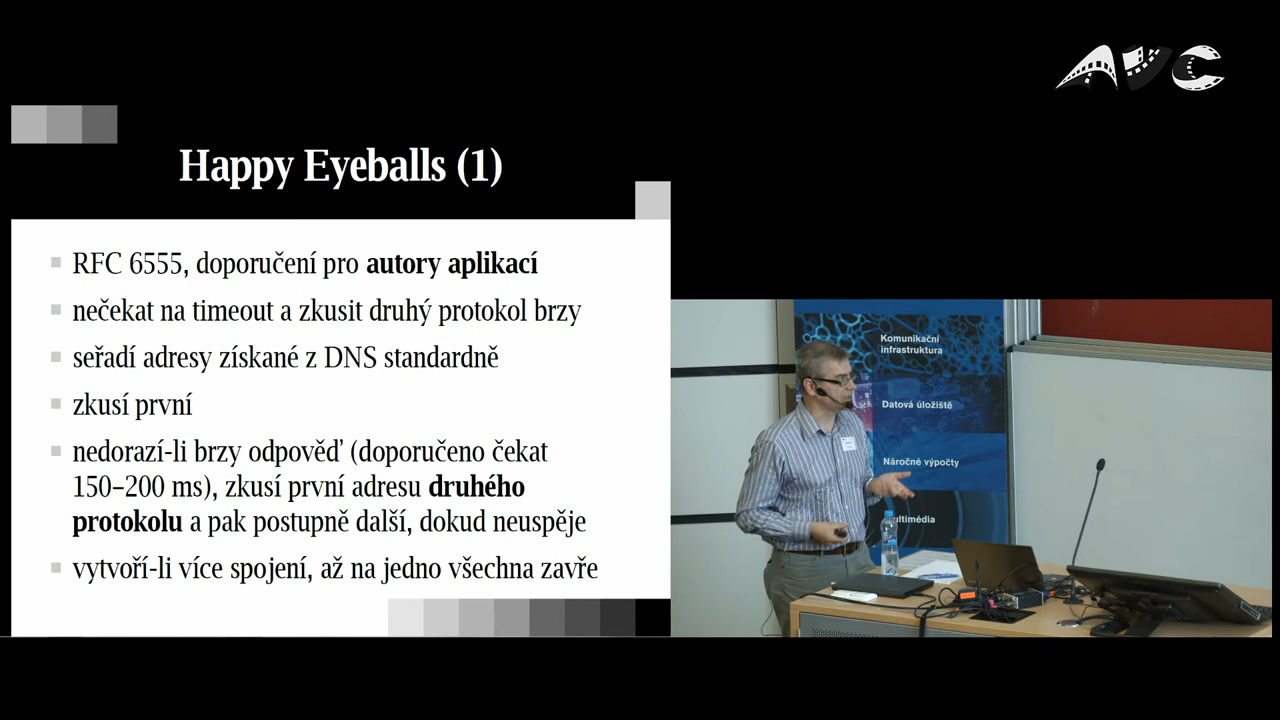 AVC
Happy Eyeballs (1)
RFC 6555, doporučení pro autory aplikací
nečekat na timeout a zkusit druhý protokol brzy
seřadí adresy získané z DNS standardně
zkusí první
nedorazí-li brzy odpověď (doporučeno čekat
150–200 ms), zkusí první adresu druhého
protokolu a pak postupně další, dokud neuspěje
vytvoří-li více spojení, až na jedno všechna zavře
Komunikační
infrastruktura
Datová úložiště
Náročné výpočty
ultimédia